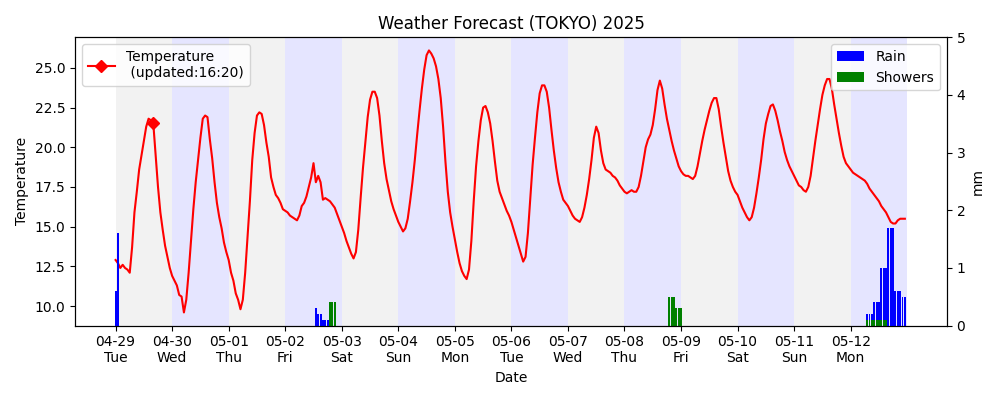 Weather Forecast (TOKYO) 2025
Temperature
(updated:16:20)
Rain
Showers
Temperature
25.0
22.5
20.0
17.5
15.0
12.5
10.0
5
4
3
2
1
0
mm
04-29 04-30 05-01 05-02 05-03 05-04 05-05 05-06 05-07 05-08 05-09 05-10 05-11 05-12
Tue Wed Thu Fri Sat Sun Mon Tue Wed Thu Fri Sat Sun Mon
Date